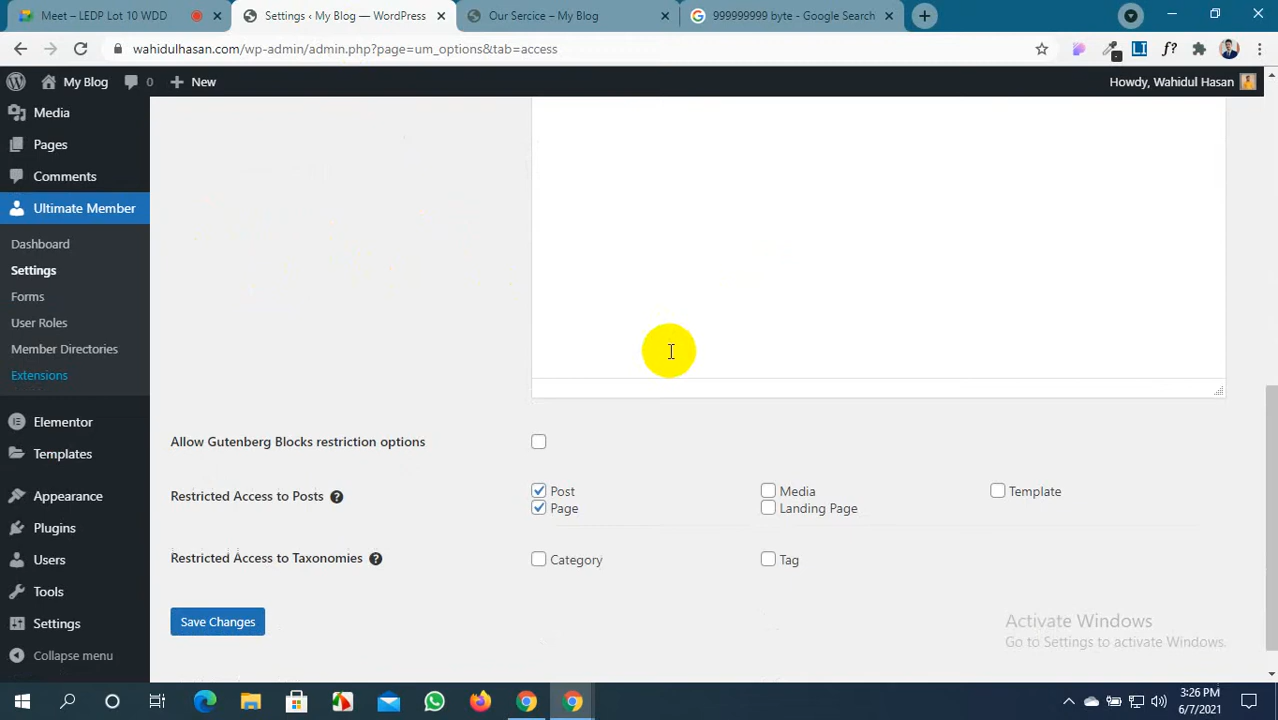 Meet – LEDP Lot 10 WDD
Settings ‹ My Blog — WordPress
Our Sercice – My Blog
999999999 byte - Google Search
wahidulhasan.com/wp-admin/admin.php?page=um_options&tab=access
My Blog
0
New
Howdy, Wahidul Hasan
Media
Pages
Comments
Ultimate Member
Dashboard
Settings
Forms
User Roles
Member Directories
Extensions
Elementor
Templates
Appearance
Plugins
Users
Tools
Settings
Collapse menu
Allow Gutenberg Blocks restriction options
Restricted Access to Posts ?
Post
Media
Template
Page
Landing Page
Restricted Access to Taxonomies ?
Category
Tag
Save Changes
Activate Windows
Go to Settings to activate Windows.
3:26 PM
6/7/2021